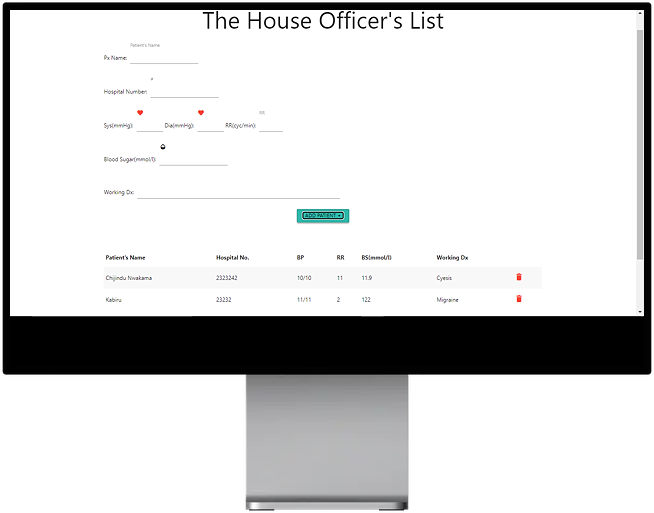 The House Officer's List
Patient's Name
Px Name:
#
Hospital Number:
Sys(mmHg): Dia(mmHg): RR(cyc/min):
Blood Sugar(mmol/l):
Working Dx:
ADD PATIENT +
Patient's Name Hospital No. BP RR BS(mmol/l) Working Dx
Chijindu Nwakama 2323242 10/10 11 11.9 Cyesis
Kabiru 23232 11/11 2 122 Migraine